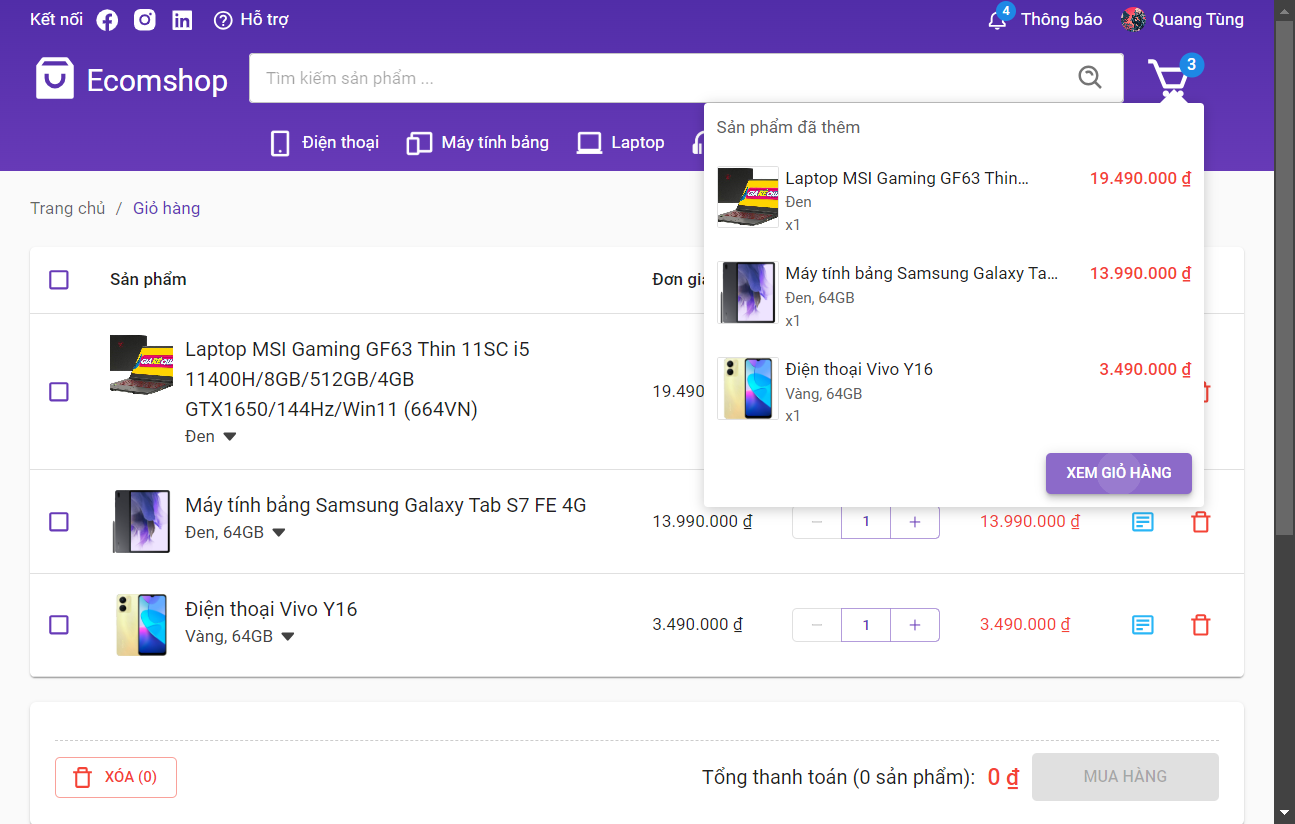 Kết nối Hỗ trợ 4 Thông báo Quang Tùng
Ecomshop Tìm kiếm sản phẩm ... 3
Điện thoại Máy tính bảng Laptop
Sản phẩm đã thêm
Laptop MSI Gaming GF63 Thin... 19.490.000 ₫
Đen
x1
Máy tính bảng Samsung Galaxy Ta... 13.990.000 ₫
Đen, 64GB
x1
Điện thoại Vivo Y16 3.490.000 ₫
Vàng, 64GB
x1
XEM GIỎ HÀNG
Trang chủ / Giỏ hàng
Sản phẩm Đơn giá
Laptop MSI Gaming GF63 Thin 11SC i5
11400H/8GB/512GB/4GB
GTX1650/144Hz/Win11 (664VN)
19.490
Đen
Máy tính bảng Samsung Galaxy Tab S7 FE 4G
Đen, 64GB
13.990.000 ₫ − 1 + 13.990.000 ₫
Điện thoại Vivo Y16
Vàng, 64GB
3.490.000 ₫ − 1 + 3.490.000 ₫
XÓA (0) Tổng thanh toán (0 sản phẩm): 0 ₫ MUA HÀNG